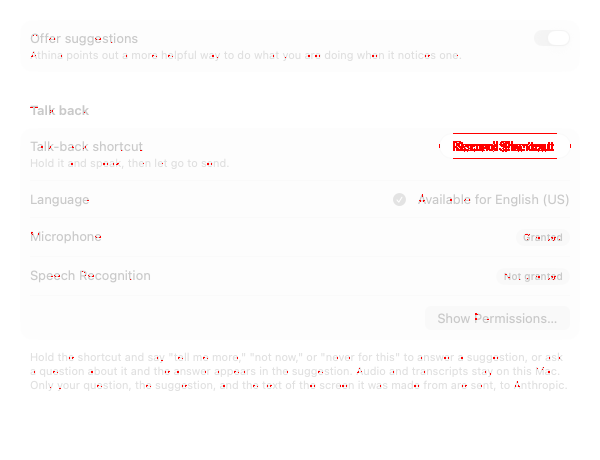 Offer suggestions
Athina points out a more helpful way to do what you are doing when it notices one.
Talk back
Talk-back shortcut
Hold it and speak, then let go to send.
Language
Available for English (US)
Microphone
Granted
Speech Recognition
Not granted
Show Permissions...
Hold the shortcut and say "tell me more," "not now," or "never for this" to answer a suggestion, or ask
a question about it and the answer appears in the suggestion. Audio and transcripts stay on this Mac.
Only your question, the suggestion, and the text of the screen it was made from are sent, to Anthropic.